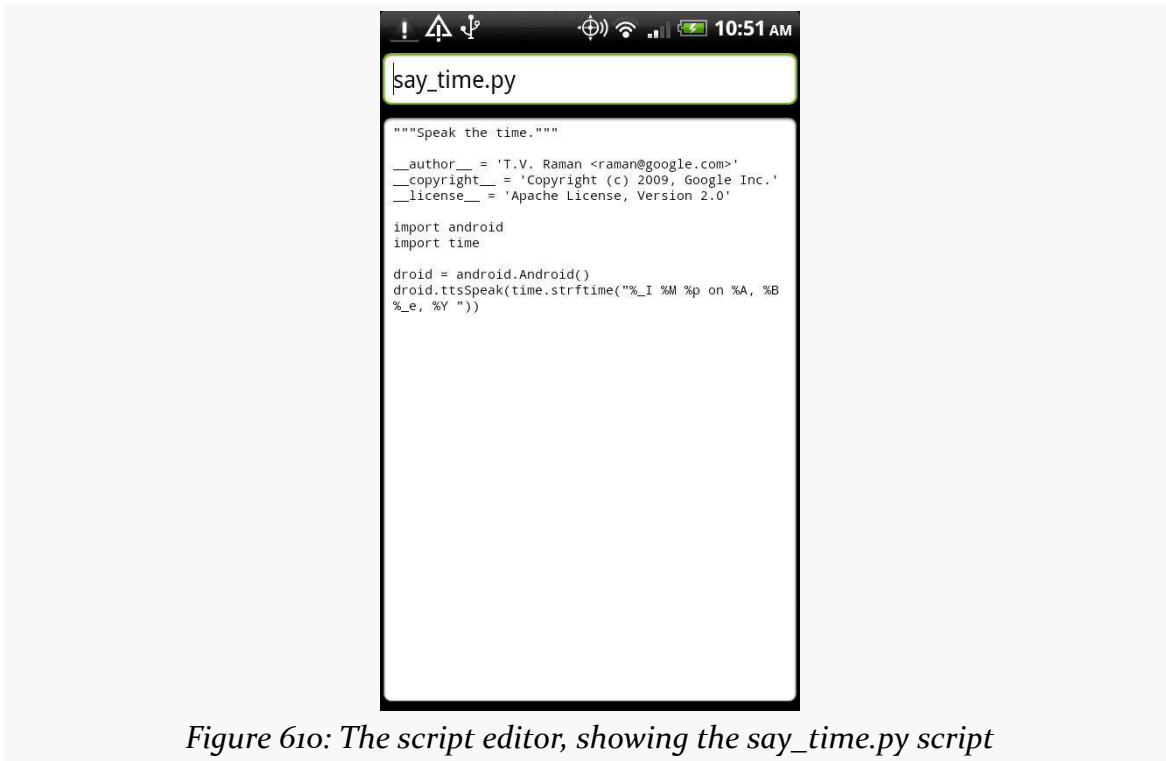 10:51 AM
say_time.py
"""Speak the time."""
__author__ = 'T.V. Raman <raman@google.com>'
__copyright__ = 'Copyright (c) 2009, Google Inc.'
__license__ = 'Apache License, Version 2.0'
import android
import time
droid = android.Android()
droid.ttsSpeak(time.strftime("%_I %M %p on %A, %B
%_e, %Y "))
Figure 610: The script editor, showing the say_time.py script